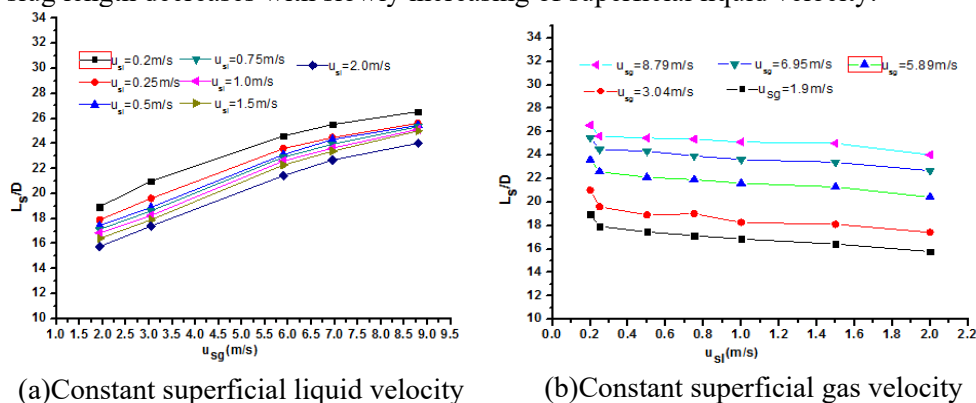 slug length decreases with slowly increasing of superficial liquid velocity.
34
32
30
28
26
24
22
20
18
16
14
12
10
Ls/D
usl=0.2m/s
usl=0.75m/s
usl=2.0m/s
usl=0.25m/s
usl=1.0m/s
usl=0.5m/s
usl=1.5m/s
1.0 1.5 2.0 2.5 3.0 3.5 4.0 4.5 5.0 5.5 6.0 6.5 7.0 7.5 8.0 8.5 9.0 9.5
usg(m/s)
34
32
30
28
26
24
22
20
18
16
14
12
10
Ls/D
usg=8.79m/s
usg=6.95m/s
usg=5.89m/s
usg=3.04m/s
usg=1.9m/s
0.0 0.2 0.4 0.6 0.8 1.0 1.2 1.4 1.6 1.8 2.0 2.2
usl(m/s)
(a)Constant superficial liquid velocity
(b)Constant superficial gas velocity